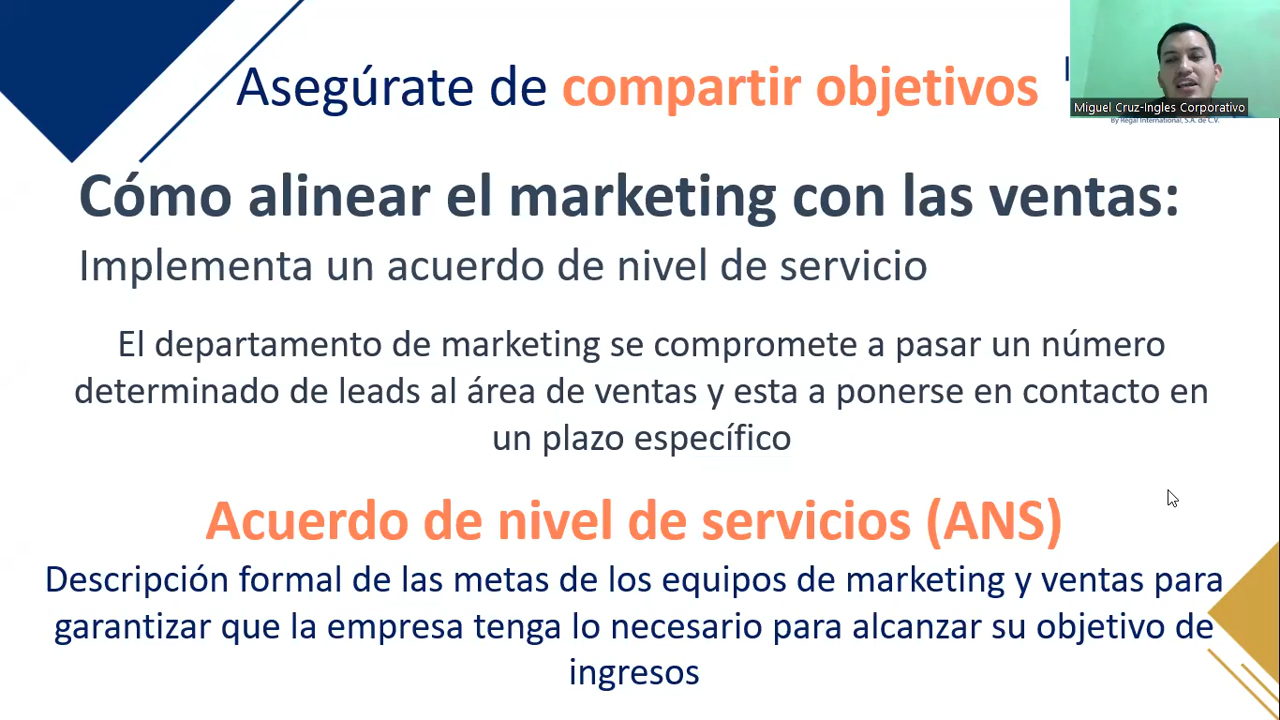 Asegúrate de compartir objetivos
Miguel Cruz-Ingles Corporativo
By Regal International, S.A. de C.V.
Cómo alinear el marketing con las ventas:
Implementa un acuerdo de nivel de servicio
El departamento de marketing se compromete a pasar un número
determinado de leads al área de ventas y esta a ponerse en contacto en
un plazo específico
Acuerdo de nivel de servicios (ANS)
Descripción formal de las metas de los equipos de marketing y ventas para
garantizar que la empresa tenga lo necesario para alcanzar su objetivo de
ingresos